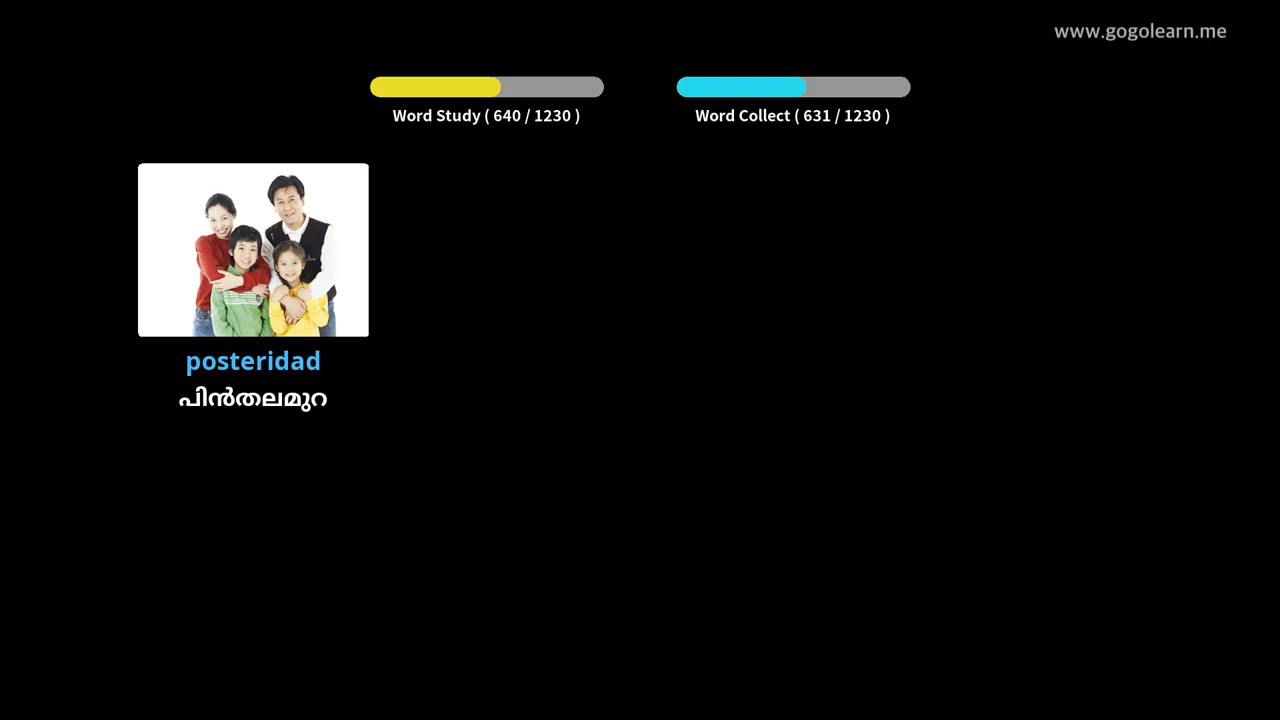 www.gogolearn.me
Word Study ( 640 / 1230 )
Word Collect ( 631 / 1230 )
posteridad
പിൻതലമുറ